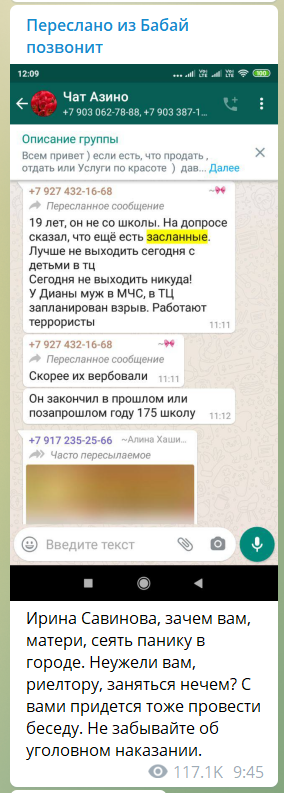 Переслано из Бабай
позвонит
12:09
100
Чат Азино
+7 903 062-78-88, +7 903 387-1...
Описание группы
Всем привет ) если есть, что продать ,
отдать или Услуги по красоте ) дав... Далее
+7 927 432-16-68
Пересланное сообщение
19 лет, он не со школы. На допросе
сказал, что ещё есть засланные.
Лучше не выходить сегодня с
детьми в тц
Сегодня не выходить никуда!
У Дианы муж в МЧС, в ТЦ
запланирован взрыв. Работают
террористы
11:11
+7 927 432-16-68
Пересланное сообщение
Скорее их вербовали 11:11
Он закончил в прошлом или
позапрошлом году 175 школу 11:12
+7 917 235-25-66 ~Алина Хаши...
Часто пересылаемое
Введите текст
Ирина Савинова, зачем вам,
матери, сеять панику в
городе. Неужели вам,
риелтору, заняться нечем? С
вами придется тоже провести
беседу. Не забывайте об
уголовном наказании.
117.1K 9:45